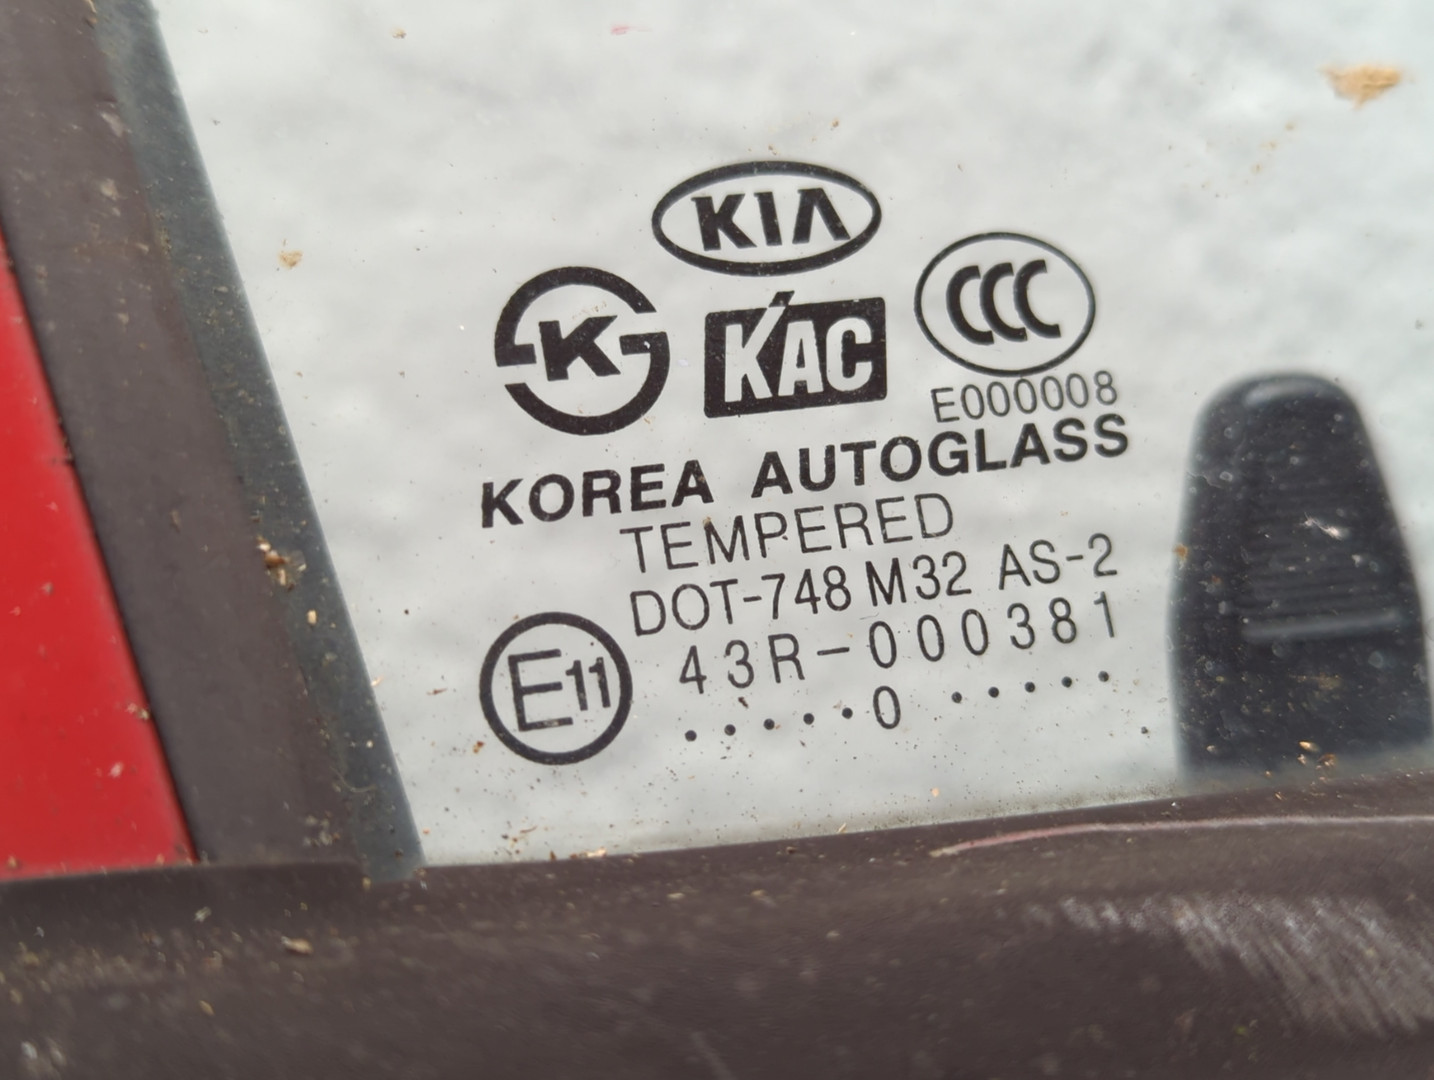 KIA
K
KAC
CCC
E000008
KOREA AUTOGLASS
TEMPERED
DOT-748 M32 AS-2
E11
43R-000381
.....0.....